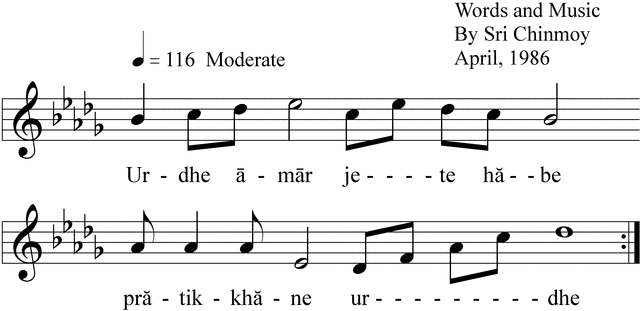 Words and Music
By Sri Chinmoy
April, 1986
= 116 Moderate
Ur - dhe ā - mār je - - - - te hă - - be
pră - tik - khă - ne ur - - - - - - - - - dhe